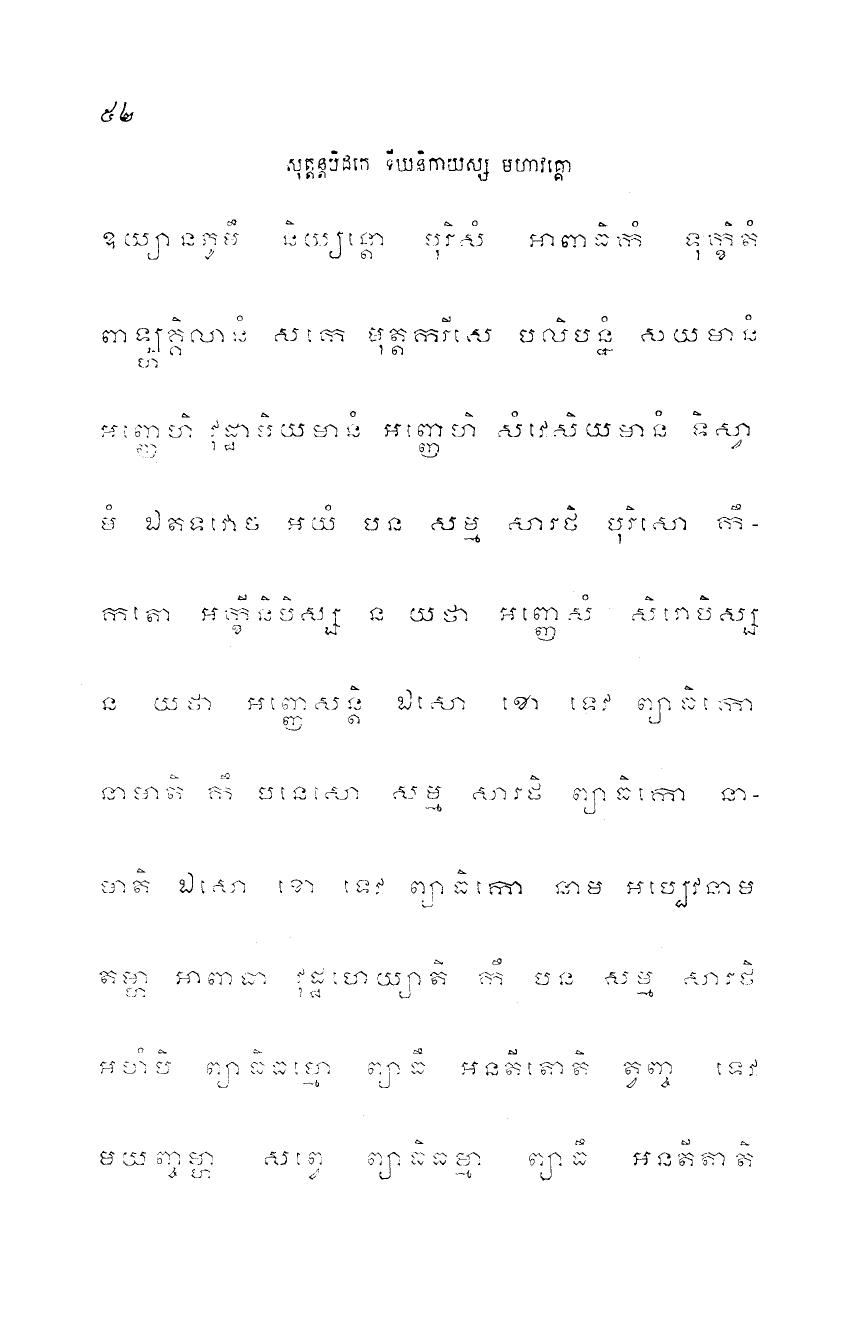 ៥២
សុត្តន្តបិដកេ ទីឃនិកាយស្ស មហាវគ្គោ
ឧយ្យានភូមឹ និយ្យន្តោ បុរិសំ អាពាធិកំ ទុក្ខិតំ
ពាឡ្ហគ្គិលានំ សកេ មុត្តករីសេ បលិបន្នំ សយមានំ
អញ្ញេហិ វុដ្ឋាបិយមានំ អញ្ញេហិ សំវេសិយមានំ ទិស្វា
មំ ឯតទវោច អយំ បន សម្ម សារថិ បុរិសោ កឹ-
កតោ អក្ខីនិបិស្ស ន យថា អញ្ញេសំ សិរោបិស្ស
ន យថា អញ្ញេសន្តិ ឯសោ ខោ ទេវ ព្យាធិកោ
នាមាតិ កឹ បនេសោ សម្ម សារថិ ព្យាធិកោ នា-
មាតិ ឯសោ ខោ ទេវ ព្យាធិកោ នាម អប្បេវនាម
តម្ហា អាពាធា វុដ្ឋហេយ្យាតិ កឹ បន សម្ម សារថិ
អហំបិ ព្យាធិធម្មោ ព្យាធឹ អនតីតោតិ ត្វញ្ច ទេវ
មយញ្ចម្ហា សព្វេ ព្យាធិធម្មា ព្យាធឹ អនតីតាតិ